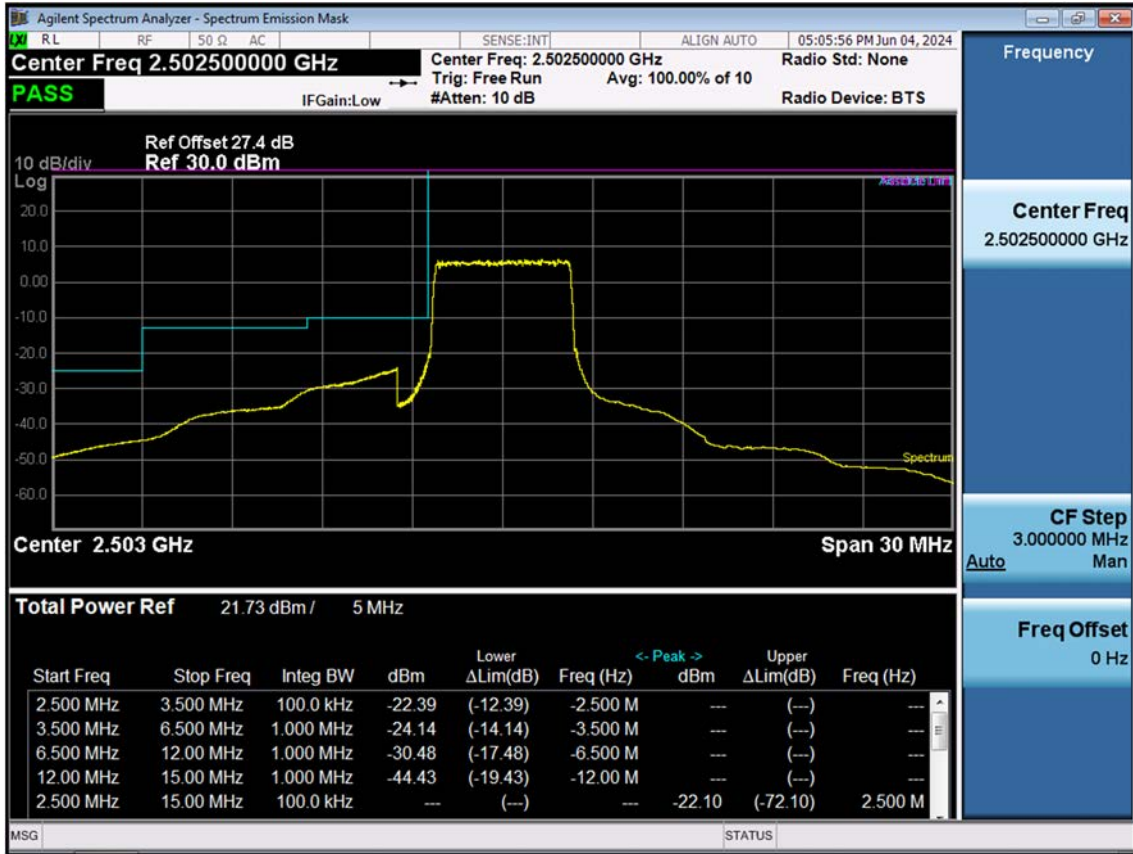 Agilent Spectrum Analyzer - Spectrum Emission Mask
LXI RL RF 50 Ω AC SENSE:INT ALIGN AUTO 05:05:56 PM Jun 04, 2024
Center Freq 2.502500000 GHz
Center Freq: 2.502500000 GHz
Radio Std: None
Trig: Free Run Avg: 100.00% of 10
PASS
IFGain:Low
#Atten: 10 dB
Radio Device: BTS
Ref Offset 27.4 dB
10 dB/div Ref 30.0 dBm
Log
Absolute Limit
20.0
10.0
0.00
-10.0
-20.0
-30.0
-40.0
-50.0
Spectrum
-60.0
Center 2.503 GHz Span 30 MHz
Total Power Ref 21.73 dBm / 5 MHz
Lower <- Peak -> Upper
Start Freq Stop Freq Integ BW dBm ΔLim(dB) Freq (Hz) dBm ΔLim(dB) Freq (Hz)
2.500 MHz 3.500 MHz 100.0 kHz -22.39 (-12.39) -2.500 M --- (---) ---
3.500 MHz 6.500 MHz 1.000 MHz -24.14 (-14.14) -3.500 M --- (---) ---
6.500 MHz 12.00 MHz 1.000 MHz -30.48 (-17.48) -6.500 M --- (---) ---
12.00 MHz 15.00 MHz 1.000 MHz -44.43 (-19.43) -12.00 M --- (---) ---
2.500 MHz 15.00 MHz 100.0 kHz --- (---) --- -22.10 (-72.10) 2.500 M
MSG STATUS
Frequency
Center Freq
2.502500000 GHz
CF Step
3.000000 MHz
Auto Man
Freq Offset
0 Hz